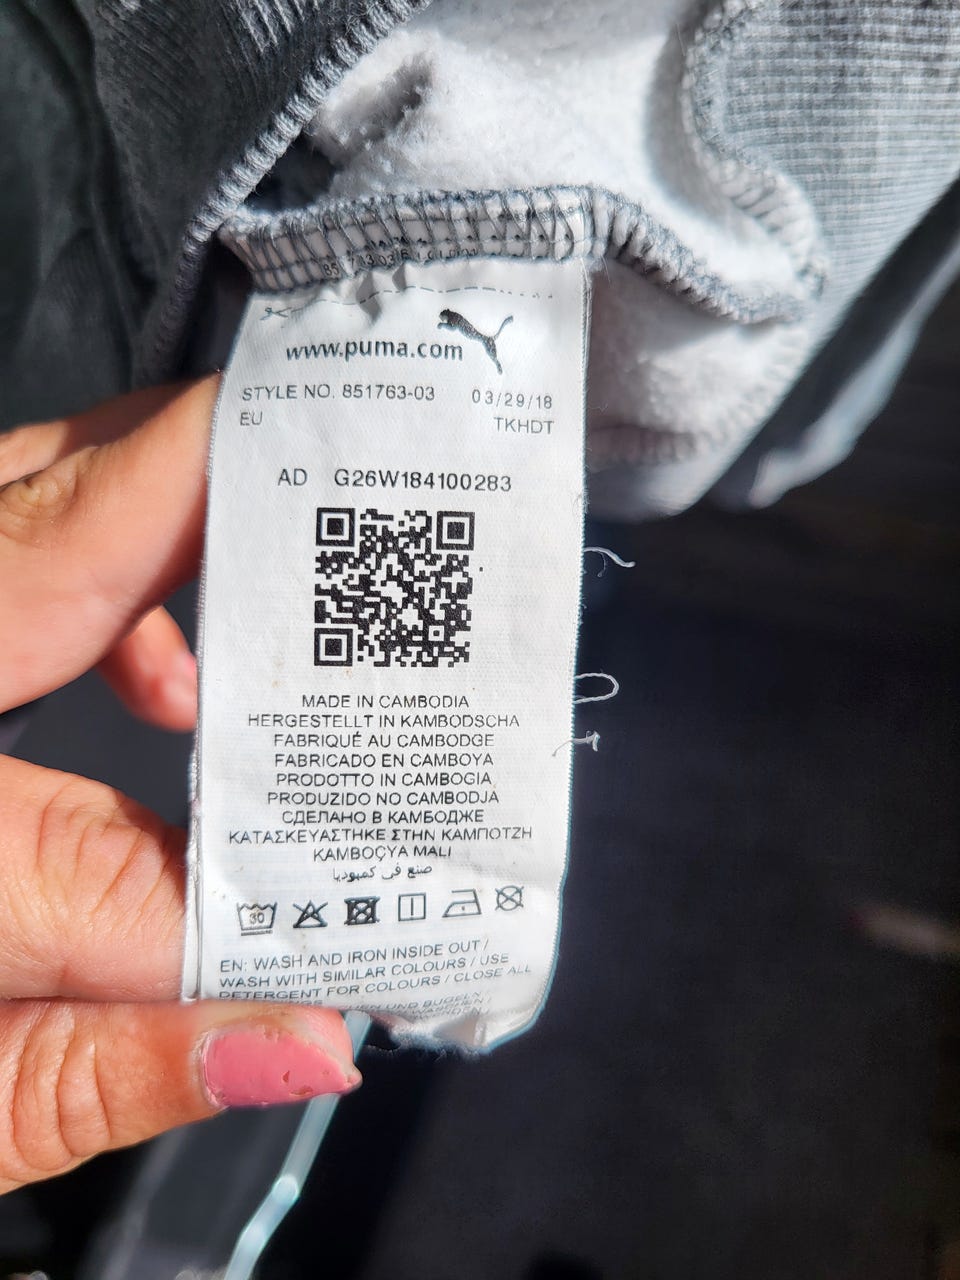 www.puma.com
STYLE NO. 851763-03 03/29/18
EU TKHDT
AD G26W184100283
MADE IN CAMBODIA
HERGESTELLT IN KAMBODSCHA
FABRIQUÉ AU CAMBODGE
FABRICADO EN CAMBOYA
PRODOTTO IN CAMBOGIA
PRODUZIDO NO CAMBODJA
СДЕЛАНО В КАМБОДЖЕ
ΚΑΤΑΣΚΕΥΑΣΤΗΚΕ ΣΤΗΝ ΚΑΜΠΟΤΖΗ
KAMBOÇYA MALI
صنع في كمبوديا
30
EN: WASH AND IRON INSIDE OUT /
WASH WITH SIMILAR COLOURS / USE
DETERGENT FOR COLOURS / CLOSE ALL
UND BÜGELN